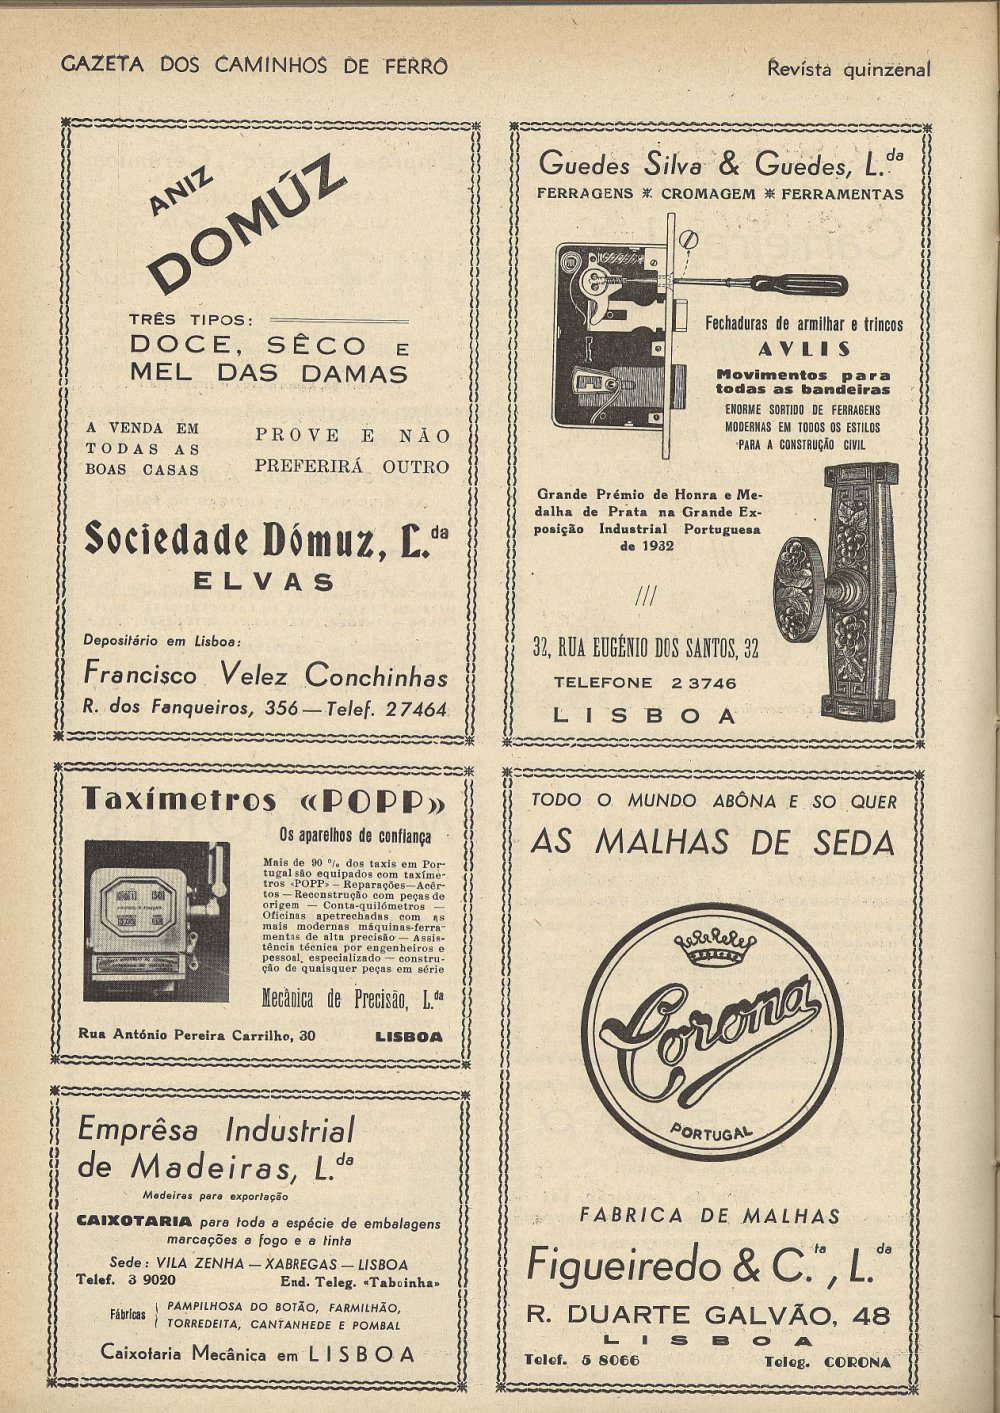 GAZETA DOS CAMINHOS DE FERRO
Revista quinzenal
ANIZ
DOMÚZ
TRÊS TIPOS:
DOCE, SÊCO E
MEL DAS DAMAS
A VENDA EM
TODAS AS
BOAS CASAS
PROVE E NÃO
PREFERIRÁ OUTRO
Sociedade Dómuz, L.da
ELVAS
Depositário em Lisboa:
Francisco Velez Conchinhas
R. dos Fanqueiros, 356 — Telef. 27464
Guedes Silva & Guedes, L.da
FERRAGENS * CROMAGEM * FERRAMENTAS
Fechaduras de armilhar e trincos
AVLIS
Movimentos para
todas as bandeiras
ENORME SORTIDO DE FERRAGENS
MODERNAS EM TODOS OS ESTILOS
PARA A CONSTRUÇÃO CIVIL
Grande Prémio de Honra e Me-
dalha de Prata na Grande Ex-
posição Industrial Portuguesa
de 1932
///
32, RUA EUGÉNIO DOS SANTOS, 32
TELEFONE 23746
LISBOA
Taxímetros «POPP»
Os aparelhos de confiança
Mais de 90 % dos taxis em Por-
tugal são equipados com taxíme-
tros «POPP» — Reparações — Acêr-
tos — Reconstrução com peças de
origem — Conta-quilómetros —
Oficinas apetrechadas com as
mais modernas máquinas-ferra-
mentas de alta precisão — Assis-
tência técnica por engenheiros e
pessoal especializado — constru-
ção de quaisquer peças em série
Mecânica de Precisão, L.da
Rua António Pereira Carrilho, 30 LISBOA
Emprêsa Industrial
de Madeiras, L.da
Madeiras para exportação
CAIXOTARIA para toda a espécie de embalagens
marcações a fogo e a tinta
Sede: VILA ZENHA — XABREGAS — LISBOA
Telef. 3 9020 End. Teleg. «Taboinha»
Fábricas
PAMPILHOSA DO BOTÃO, FARMILHÃO,
TORREDEITA, CANTANHEDE E POMBAL
Caixotaria Mecânica em LISBOA
TODO O MUNDO ABÔNA E SO QUER
AS MALHAS DE SEDA
Corona
PORTUGAL
FABRICA DE MALHAS
Figueiredo & C.ta, L.da
R. DUARTE GALVÃO, 48
LISBOA
Telef. 5 8066 Teleg. CORONA